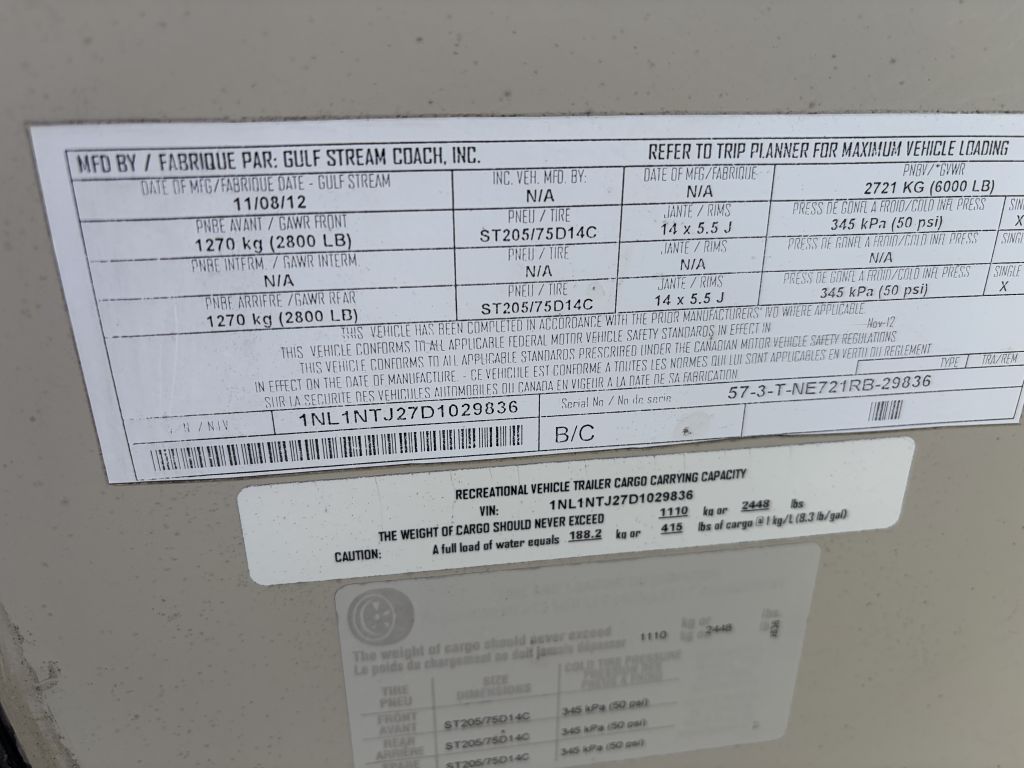 MFD BY / FABRIQUE PAR: GULF STREAM COACH, INC. REFER TO TRIP PLANNER FOR MAXIMUM VEHICLE LOADING
DATE OF MFG/FABRIQUE DATE - GULF STREAM INC. VEH. MFD. BY: DATE OF MFG/FABRIQUE PNBV/*GVWR
11/08/12 N/A N/A 2721 KG (6000 LB)
PNBE AVANT / GAWR FRONT PNEU / TIRE JANTE / RIMS PRESS DE GONFL A FROID/COLD INFL PRESS
1270 kg (2800 LB) ST205/75D14C 14 x 5.5 J 345 kPa (50 psi) X
PNBE INTERM. / GAWR INTERM. PNEU / TIRE JANTE / RIMS PRESS DE GONFL A FROID/COLD INFL PRESS
N/A N/A N/A N/A
PNBE ARRIERE /GAWR REAR PNEU / TIRE JANTE / RIMS PRESS DE GONFL A FROID/COLD INFL PRESS SINGLE
1270 kg (2800 LB) ST205/75D14C 14 x 5.5 J 345 kPa (50 psi) X
THIS VEHICLE HAS BEEN COMPLETED IN ACCORDANCE WITH THE PRIOR MANUFACTURERS' IVD WHERE APPLICABLE.
THIS VEHICLE CONFORMS TO ALL APPLICABLE FEDERAL MOTOR VEHICLE SAFETY STANDARDS IN EFFECT IN Nov-12
THIS VEHICLE CONFORMS TO ALL APPLICABLE STANDARDS PRESCRIBED UNDER THE CANADIAN MOTOR VEHICLE SAFETY REGULATIONS
IN EFFECT ON THE DATE OF MANUFACTURE. - CE VEHICULE EST CONFORME A TOUTES LES NORMES QUI LUI SONT APPLICABLES EN VERTU DU REGLEMENT
SUR LA SECURITE DES VEHICULES AUTOMOBILES DU CANADA EN VIGEUR A LA DATE DE SA FABRICATION. TYPE TRA/REM
N / NIV 1NL1NTJ27D1029836 Serial No / No de serie 57-3-T-NE721RB-29836
B/C
RECREATIONAL VEHICLE TRAILER CARGO CARRYING CAPACITY
VIN: 1NL1NTJ27D1029836
THE WEIGHT OF CARGO SHOULD NEVER EXCEED 1110 kg or 2448 lbs
CAUTION: A full load of water equals 188.2 kg or 415 lbs of cargo @ 1 kg/L (8.3 lb/gal)
The weight of cargo should never exceed 1110 kg or 2448 lbs.
Le poids du chargement ne doit jamais dépasser
TIRE SIZE COLD TIRE PRESSURE
PNEU DIMENSIONS
FRONT
AVANT ST205/75D14C 345 kPa (50 psi)
REAR
ARRIÈRE ST205/75D14C 345 kPa (50 psi)
SPARE ST205/75D14C 345 kPa (50 psi)